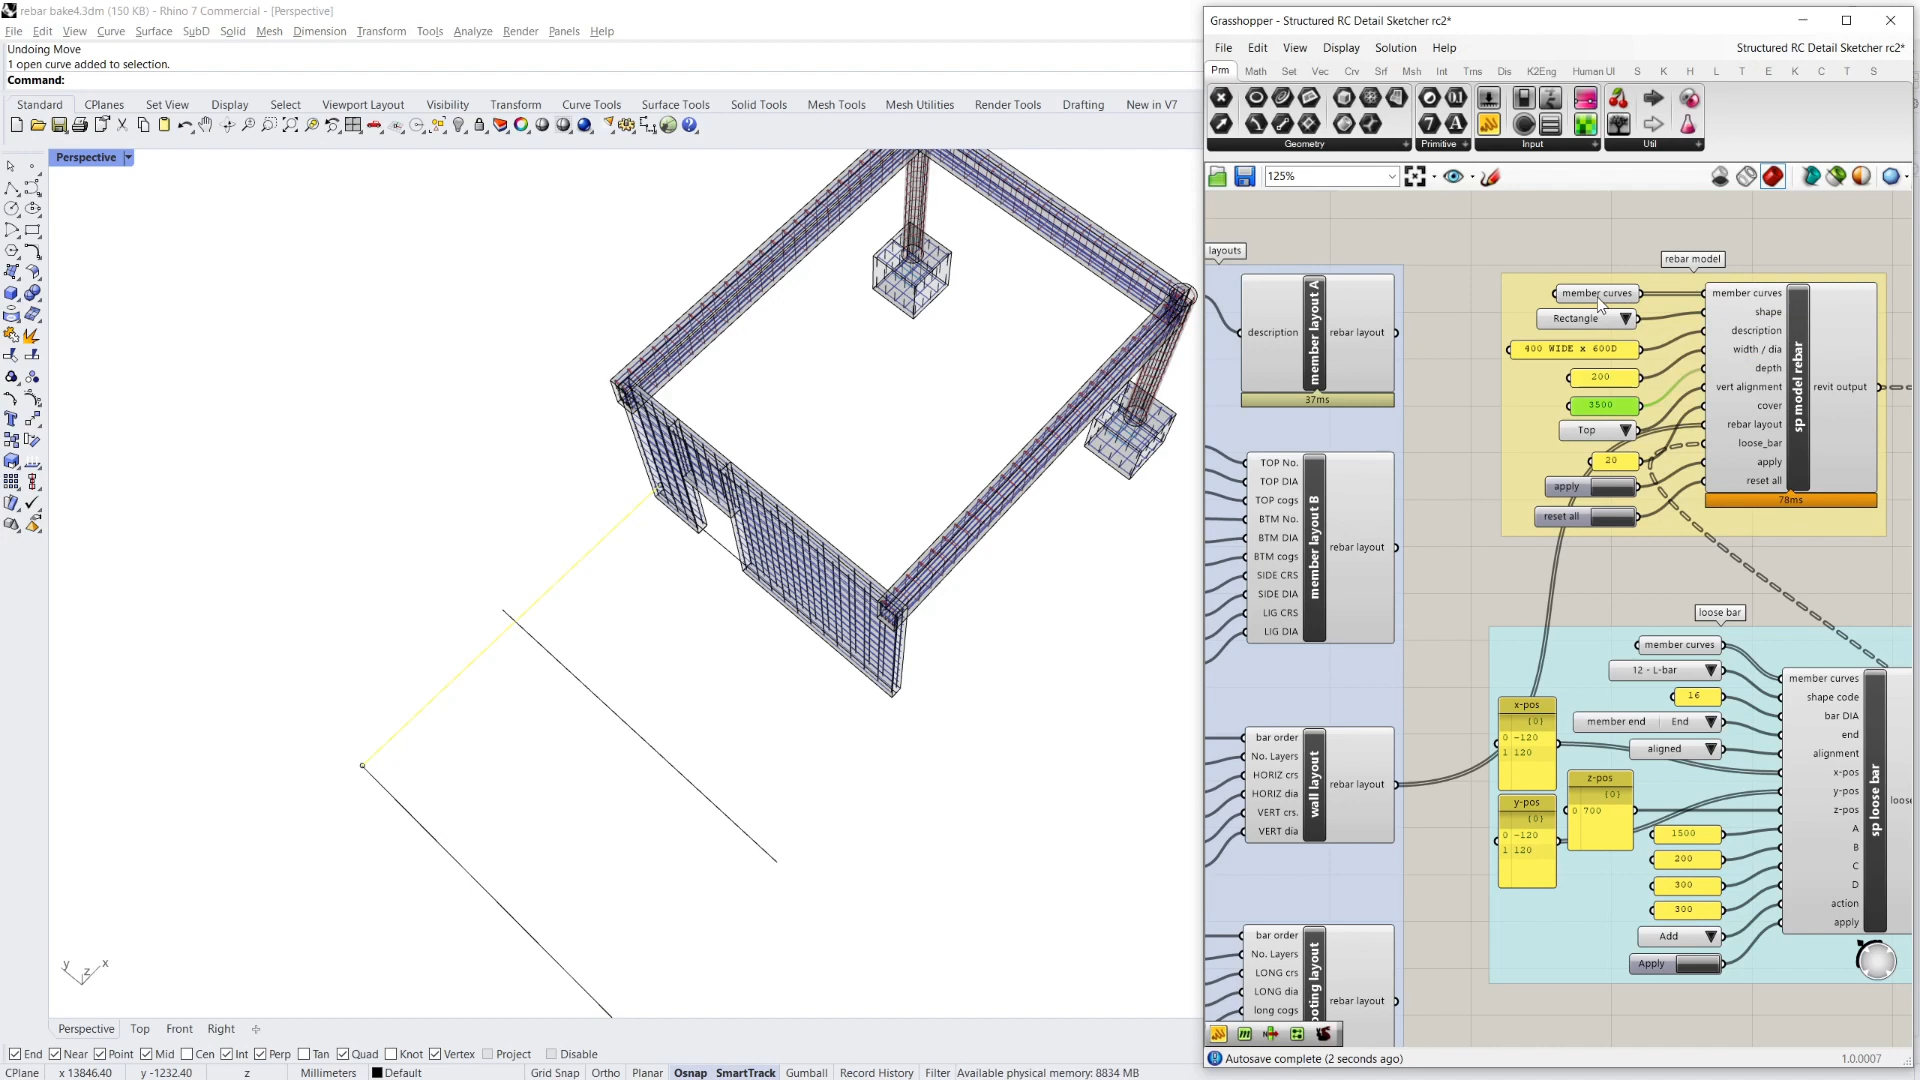 rebar bake4.3dm (150 KB) - Rhino 7 Commercial - [Perspective]
File Edit View Curve Surface SubD Solid Mesh Dimension Transform Tools Analyze Render Panels Help
Undoing Move
1 open curve added to selection.
Command:
Standard CPlanes Set View Display Select Viewport Layout Visibility Transform Curve Tools Surface Tools Solid Tools Mesh Tools Mesh Utilities Render Tools Drafting New in V7
Perspective
y z x
Perspective Top Front Right
End Near Point Mid Cen Int Perp Tan Quad Knot Vertex Project Disable
CPlane x 13846.40 y -1232.40 z Millimeters Default Grid Snap Ortho Planar Osnap SmartTrack Gumball Record History Filter Available physical memory: 8834 MB
Grasshopper - Structured RC Detail Sketcher rc2*
File Edit View Display Solution Help Structured RC Detail Sketcher rc2*
Prm Math Set Vec Crv Srf Msh Int Trns Dis K2Eng Human UI S K H L T E K C T S
Geometry Primitive Input Util
125%
layouts
description
member layout A
rebar layout
37ms
TOP No.
TOP DIA
TOP cogs
BTM No.
BTM DIA
BTM cogs
SIDE CRS
SIDE DIA
LIG CRS
LIG DIA
member layout B
rebar layout
bar order
No. Layers
HORIZ crs
HORIZ dia
VERT crs.
VERT dia
wall layout
rebar layout
bar order
No. Layers
LONG crs
LONG dia
long cogs
rebar layout
rebar model
member curves
Rectangle
400 WIDE x 600D
200
3500
Top
20
apply
reset all
member curves
shape
description
width / dia
depth
vert alignment
cover
rebar layout
loose_bar
apply
reset all
sp model rebar
revit output
78ms
loose bar
member curves
12 - L-bar
16
member end End
aligned
x-pos
{0}
0 -120
1 120
y-pos
{0}
0 -120
1 120
z-pos
{0}
0 700
1500
200
300
300
Add
Apply
member curves
shape code
bar DIA
end
alignment
x-pos
y-pos
z-pos
A
B
C
D
action
apply
sp loose bar
Autosave complete (2 seconds ago)
1.0.0007